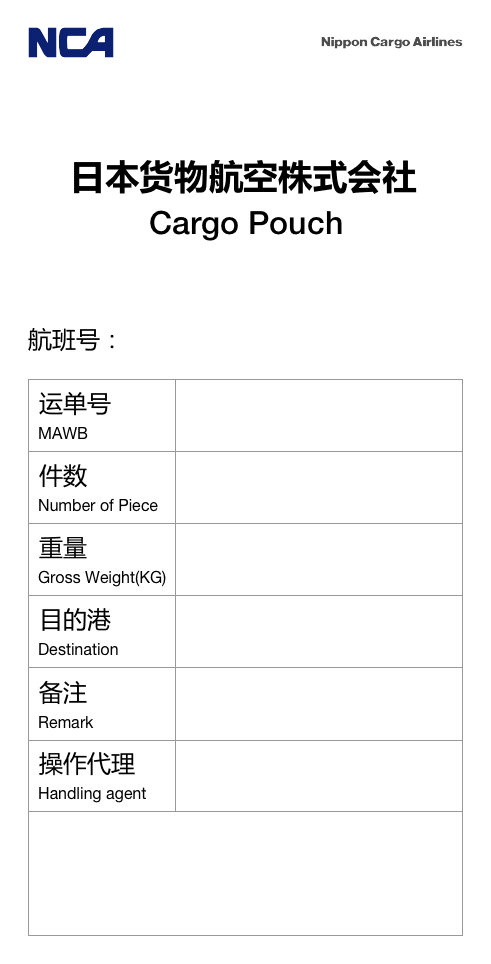 NCA
Nippon Cargo Airlines
日本货物航空株式会社
Cargo Pouch
航班号：
运单号
MAWB
件数
Number of Piece
重量
Gross Weight(KG)
目的港
Destination
备注
Remark
操作代理
Handling agent